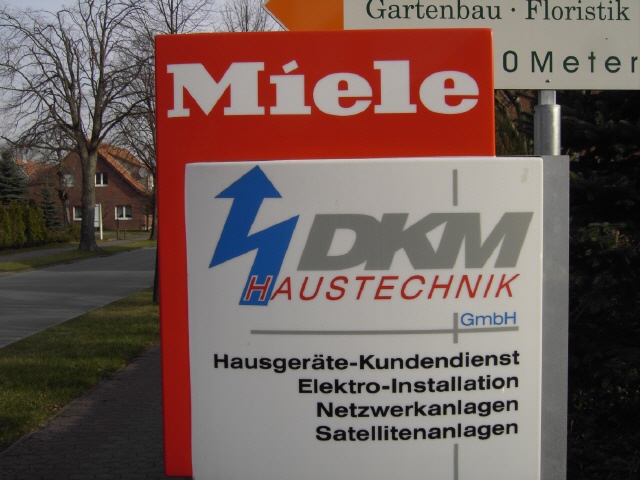 Gartenbau · Floristik
0 Meter
Miele
DKM
HAUSTECHNIK
GmbH
Hausgeräte-Kundendienst
Elektro-Installation
Netzwerkanlagen
Satellitenanlagen